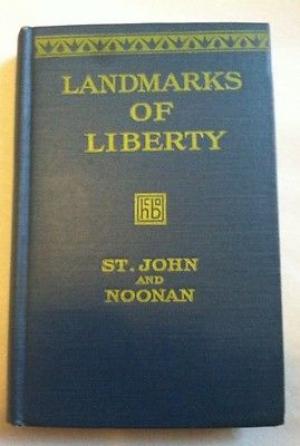 LANDMARKS
OF
LIBERTY
ST. JOHN
AND
NOONAN